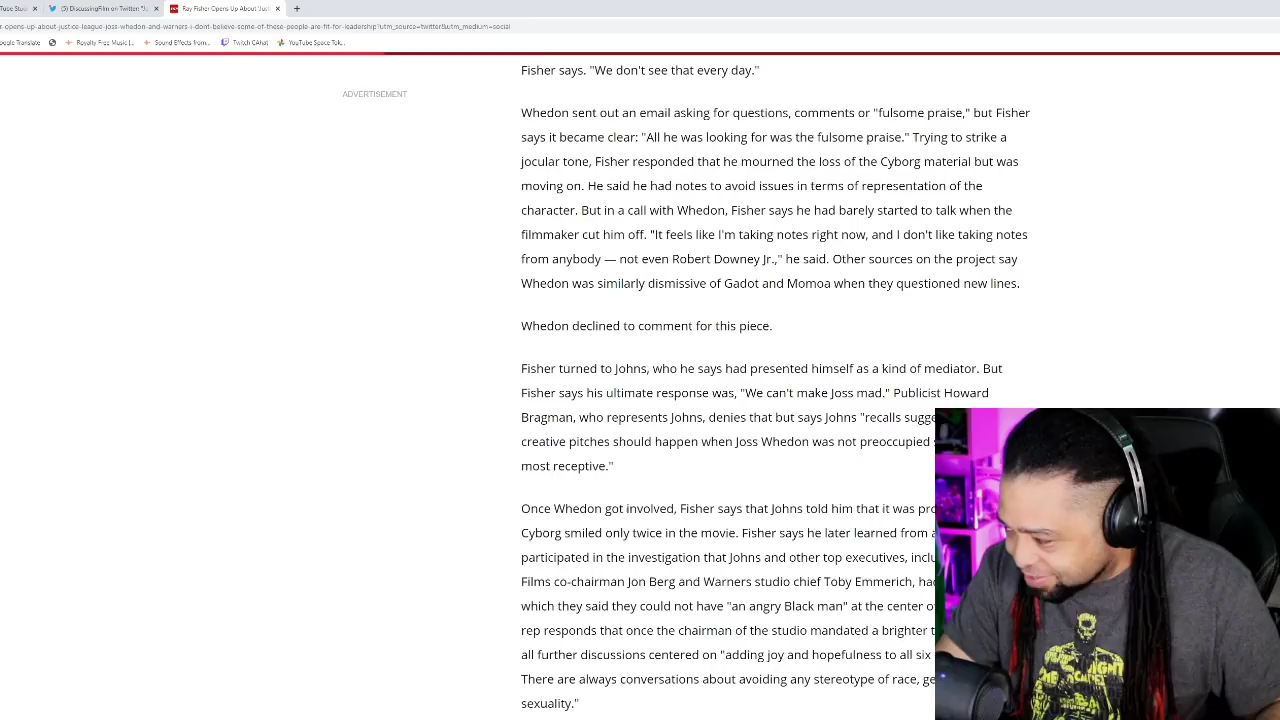 Tube Studi
(5) DiscussingFilm on Twitter: "Ju
Ray Fisher Opens Up About 'Justi
r-opens-up-about-justice-league-joss-whedon-and-warners-i-dont-believe-some-of-these-people-are-fit-for-leadership?utm_source=twitter&utm_medium=social
oogle Translate
Royalty Free Music |...
Sound Effects from...
Twitch CAhat
YouTube Space Tok...
Fisher says. "We don't see that every day."
ADVERTISEMENT
Whedon sent out an email asking for questions, comments or "fulsome praise," but Fisher
says it became clear: "All he was looking for was the fulsome praise." Trying to strike a
jocular tone, Fisher responded that he mourned the loss of the Cyborg material but was
moving on. He said he had notes to avoid issues in terms of representation of the
character. But in a call with Whedon, Fisher says he had barely started to talk when the
filmmaker cut him off. "It feels like I'm taking notes right now, and I don't like taking notes
from anybody — not even Robert Downey Jr.," he said. Other sources on the project say
Whedon was similarly dismissive of Gadot and Momoa when they questioned new lines.
Whedon declined to comment for this piece.
Fisher turned to Johns, who he says had presented himself as a kind of mediator. But
Fisher says his ultimate response was, "We can't make Joss mad." Publicist Howard
Bragman, who represents Johns, denies that but says Johns "recalls sugge
creative pitches should happen when Joss Whedon was not preoccupied
most receptive."
Once Whedon got involved, Fisher says that Johns told him that it was pro
Cyborg smiled only twice in the movie. Fisher says he later learned from a
participated in the investigation that Johns and other top executives, inclu
Films co-chairman Jon Berg and Warners studio chief Toby Emmerich, had
which they said they could not have "an angry Black man" at the center o
rep responds that once the chairman of the studio mandated a brighter t
all further discussions centered on "adding joy and hopefulness to all six
There are always conversations about avoiding any stereotype of race, ge
sexuality."